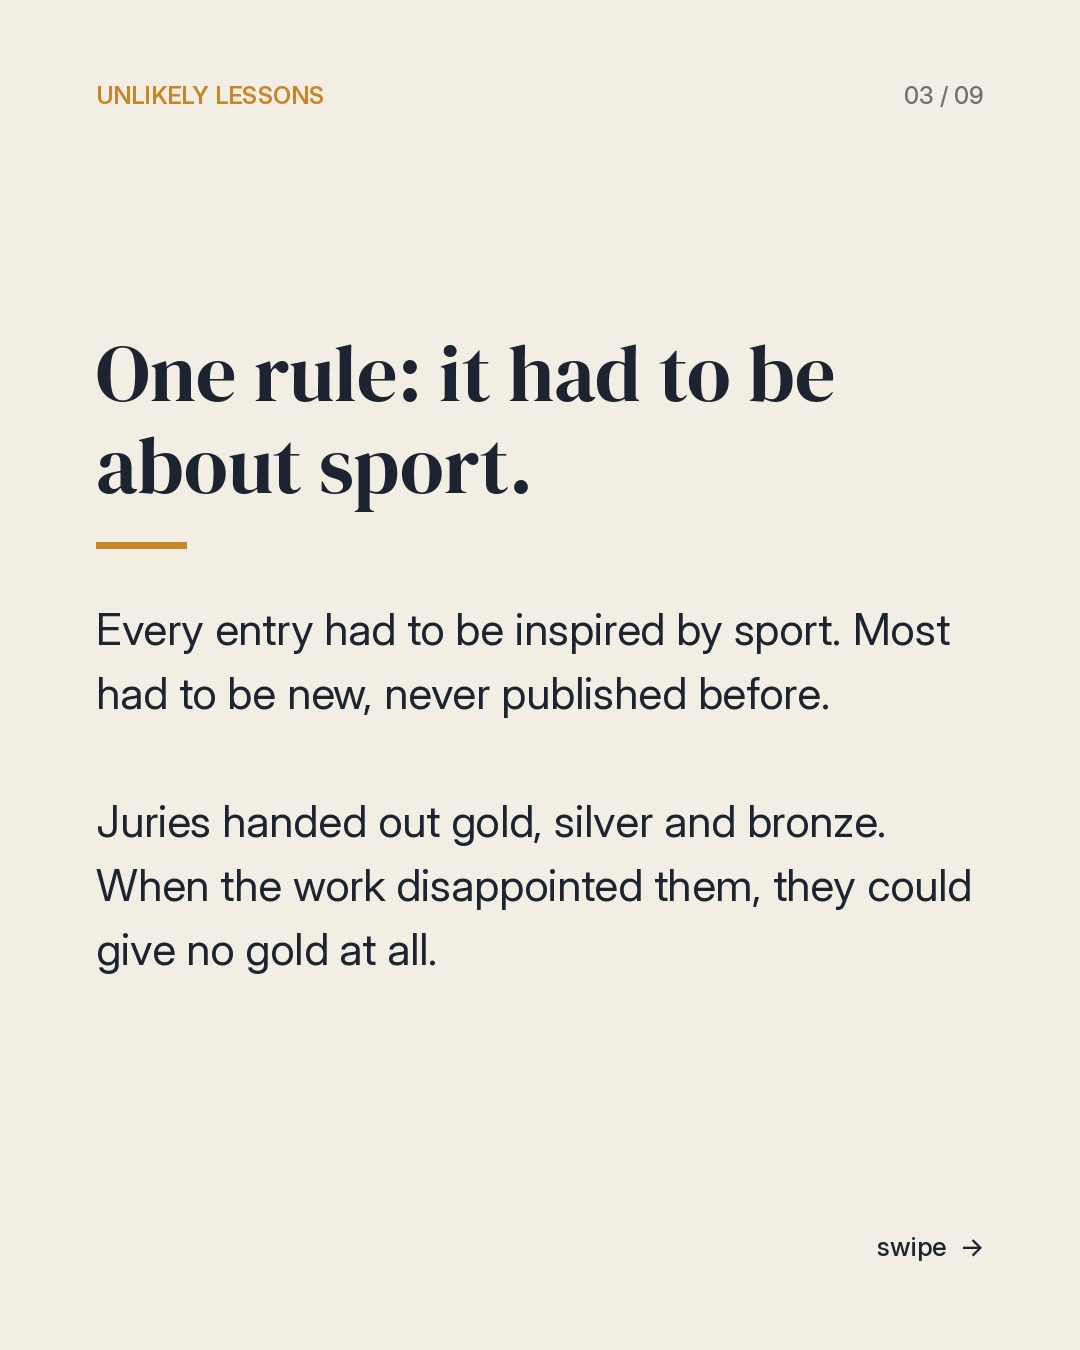 UNLIKELY LESSONS
03 / 09
One rule: it had to be
about sport.
Every entry had to be inspired by sport. Most
had to be new, never published before.
Juries handed out gold, silver and bronze.
When the work disappointed them, they could
give no gold at all.
swipe →